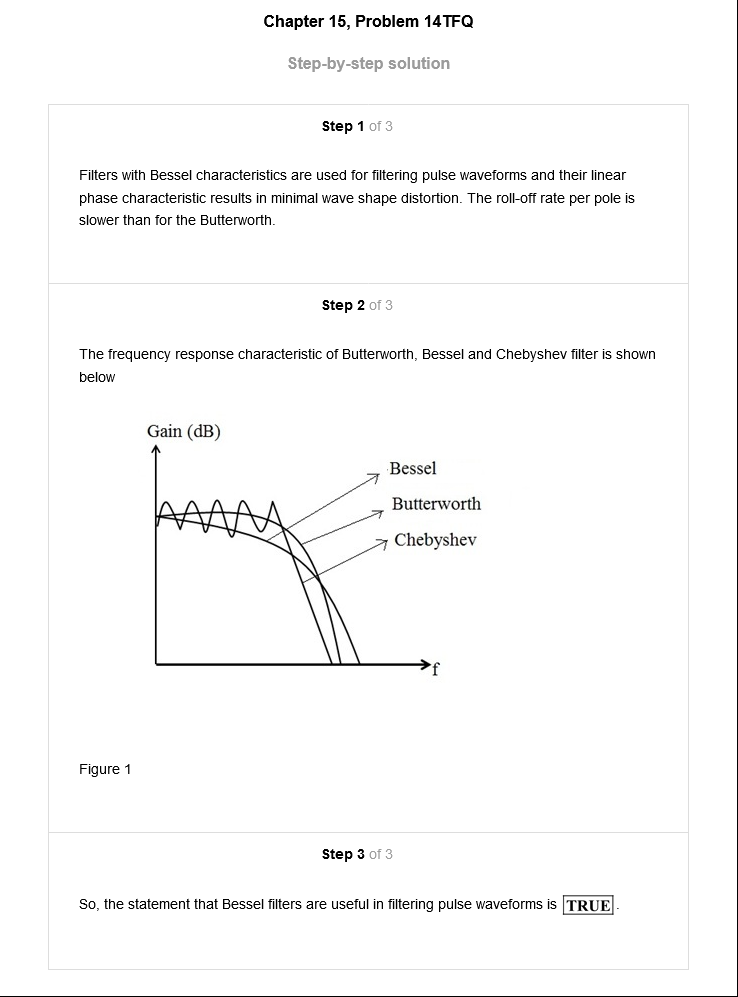 Chapter 15, Problem 14TFQ
Step-by-step solution
Step 1 of 3
Filters with Bessel characteristics are used for filtering pulse waveforms and their linear
phase characteristic results in minimal wave shape distortion. The roll-off rate per pole is
slower than for the Butterworth.
Step 2 of 3
The frequency response characteristic of Butterworth, Bessel and Chebyshev filter is shown
below
Gain (dB)
Bessel
Butterworth
Chebyshev
f
Figure 1
Step 3 of 3
So, the statement that Bessel filters are useful in filtering pulse waveforms is TRUE.